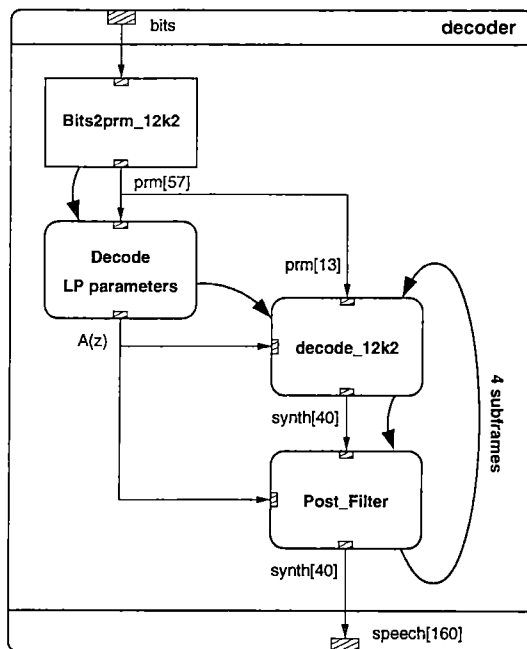 bits
decoder
Bits2prm_12k2
prm[57]
Decode
LP parameters
prm[13]
A(z)
decode_12k2
4 subframes
synth[40]
Post_Filter
synth[40]
speech[160]